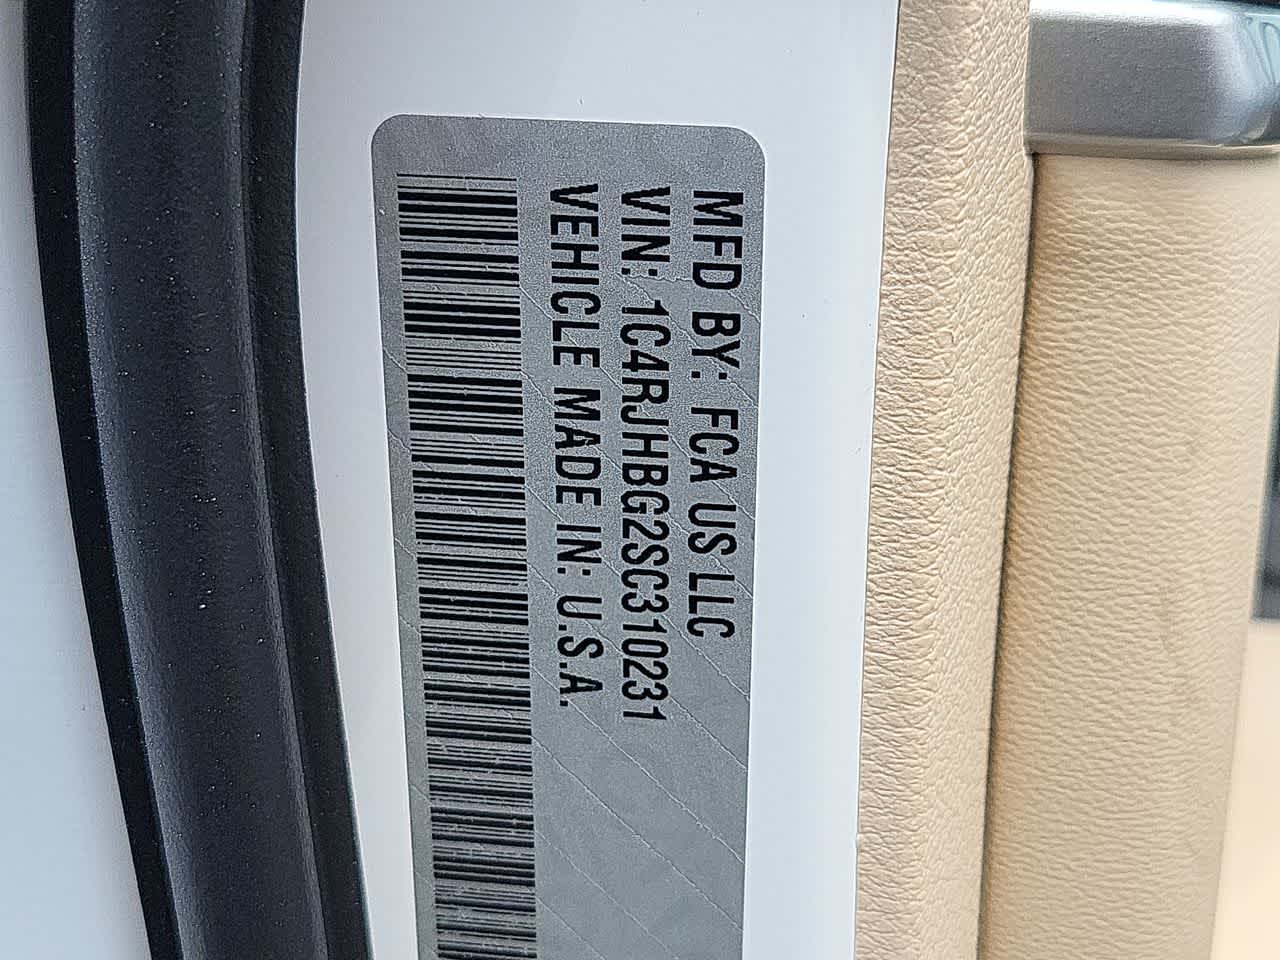 MFD BY: FCA US LLC
VIN: 1C4RJHBG2SC310231
VEHICLE MADE IN: U.S.A.